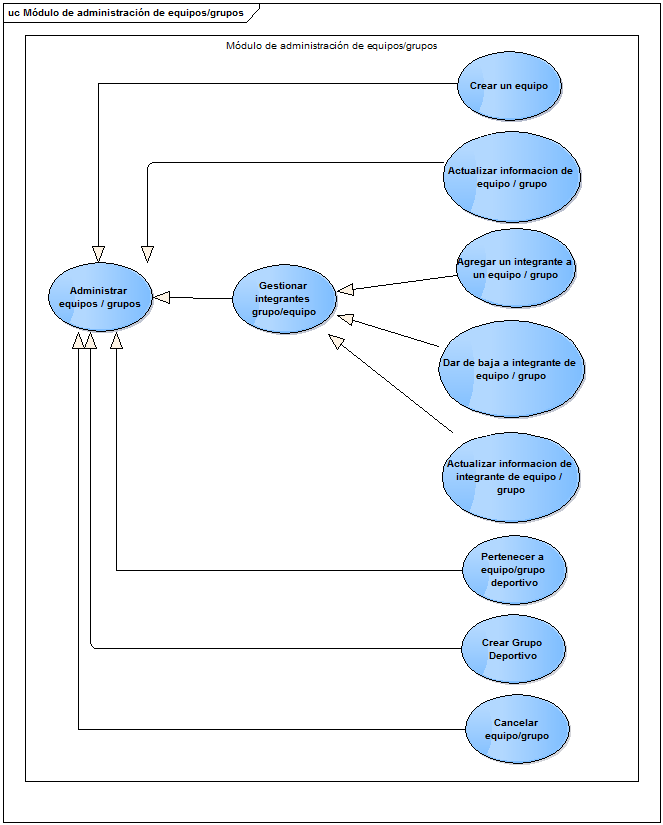 uc Módulo de administración de equipos/grupos
Módulo de administración de equipos/grupos
Crear un equipo
Actualizar informacion de
equipo / grupo
Agregar un integrante a
un equipo / grupo
Administrar
equipos / grupos
Gestionar
integrantes
grupo/equipo
Dar de baja a integrante de
equipo / grupo
Actualizar informacion de
integrante de equipo /
grupo
Pertenecer a
equipo/grupo
deportivo
Crear Grupo
Deportivo
Cancelar
equipo/grupo